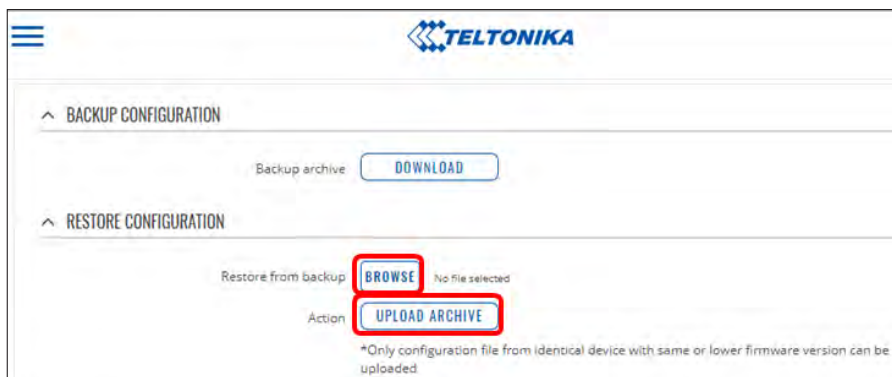 TELTONIKA
BACKUP CONFIGURATION
Backup archive DOWNLOAD
RESTORE CONFIGURATION
Restore from backup BROWSE No file selected
Action UPLOAD ARCHIVE
*Only configuration file from identical device with same or lower firmware version can be
uploaded